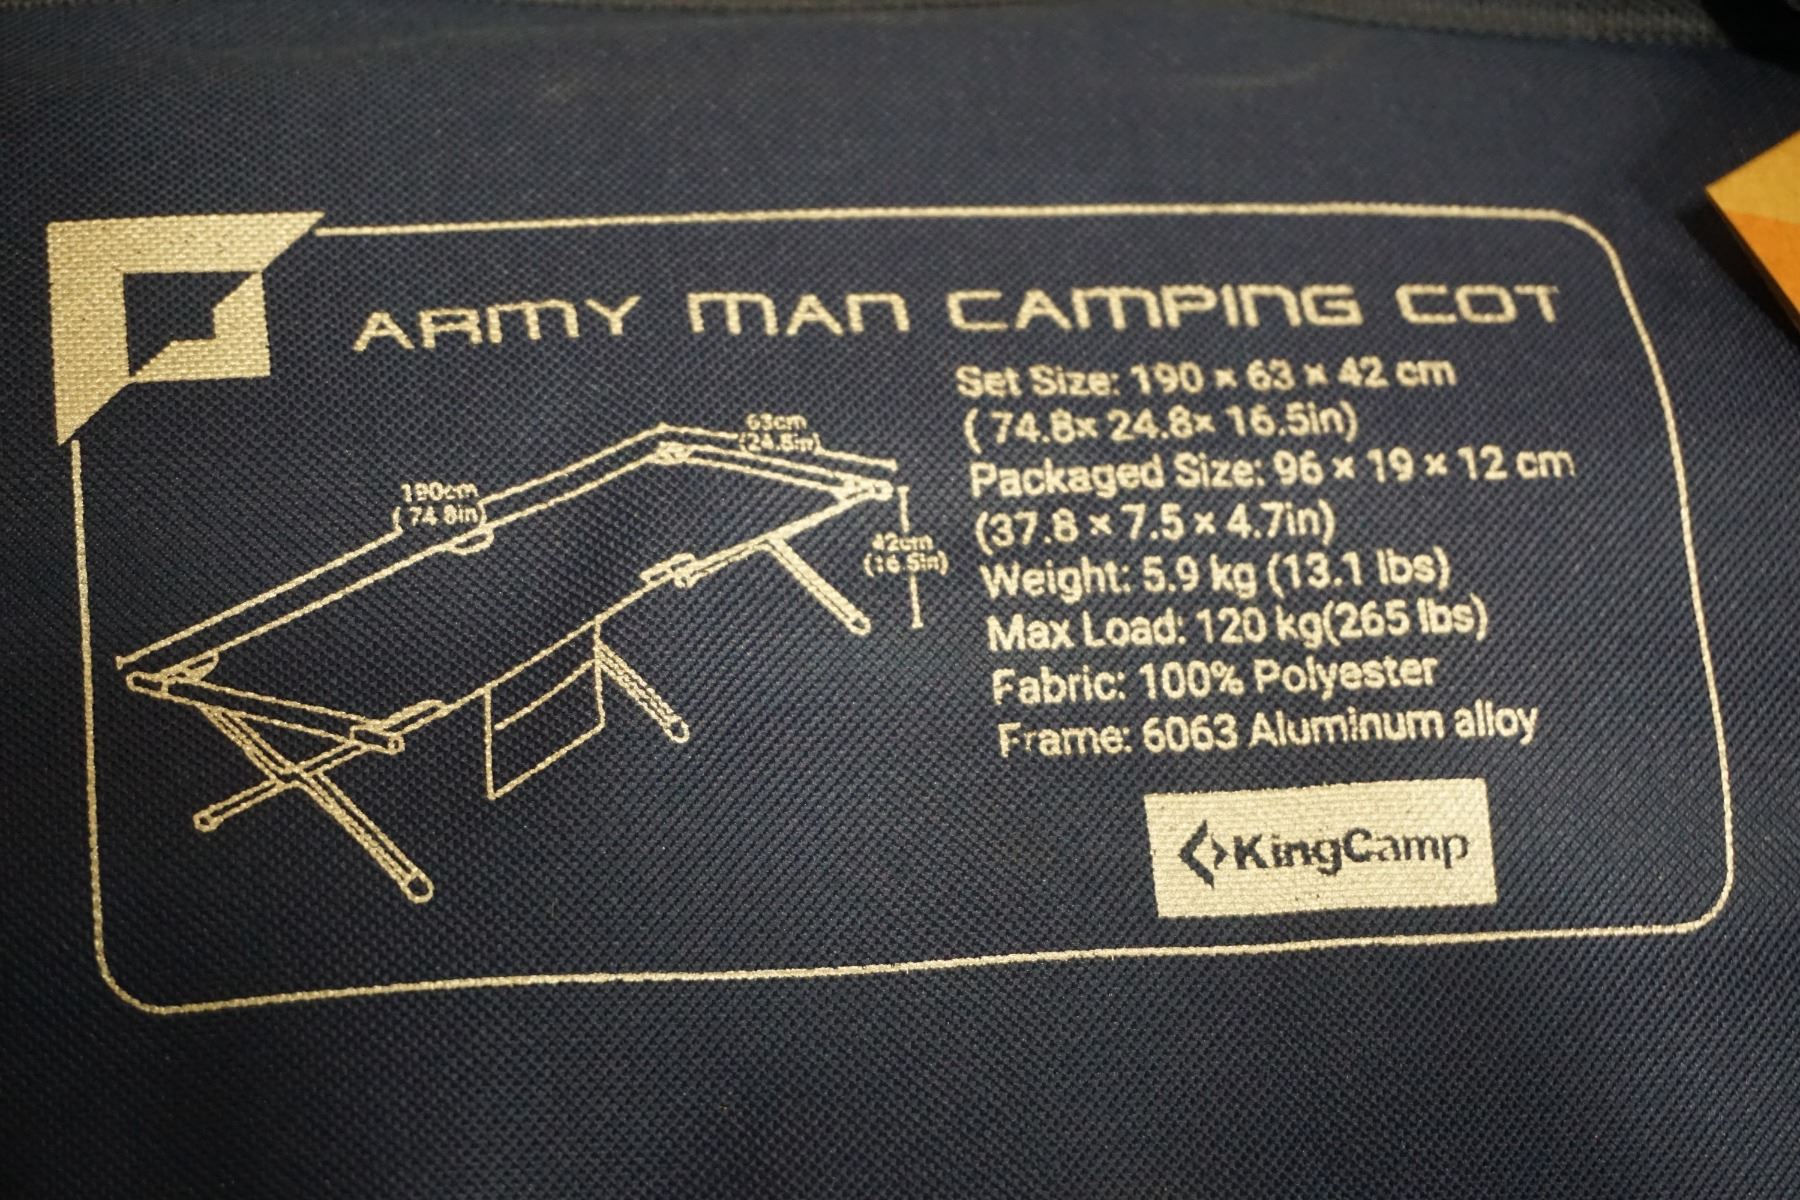 ARMY MAN CAMPING COT
Set Size: 190 × 63 × 42 cm
( 74.8× 24.8× 16.5in)
Packaged Size: 96 × 19 × 12 cm
(37.8 × 7.5 × 4.7in)
Weight: 5.9 kg (13.1 lbs)
Max Load: 120 kg(265 lbs)
Fabric: 100% Polyester
Frame: 6063 Aluminum alloy
63cm
(24.8in)
190cm
( 74 8in)
42cm
(16.5in)
KingCamp